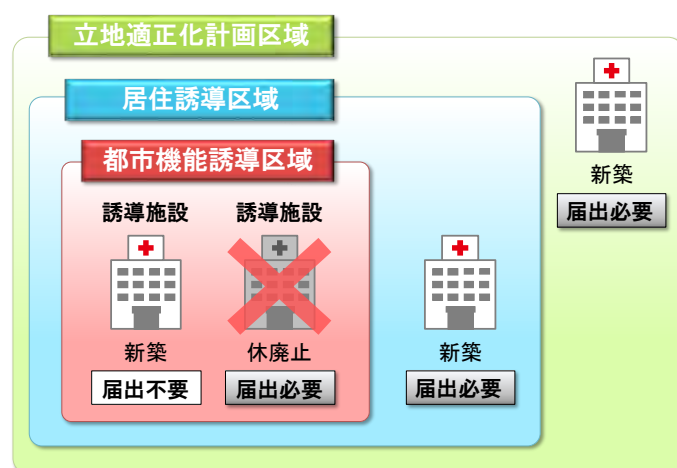 立地適正化計画区域
居住誘導区域
都市機能誘導区域
誘導施設
新築
届出不要
誘導施設
休廃止
届出必要
新築
届出必要
新築
届出必要